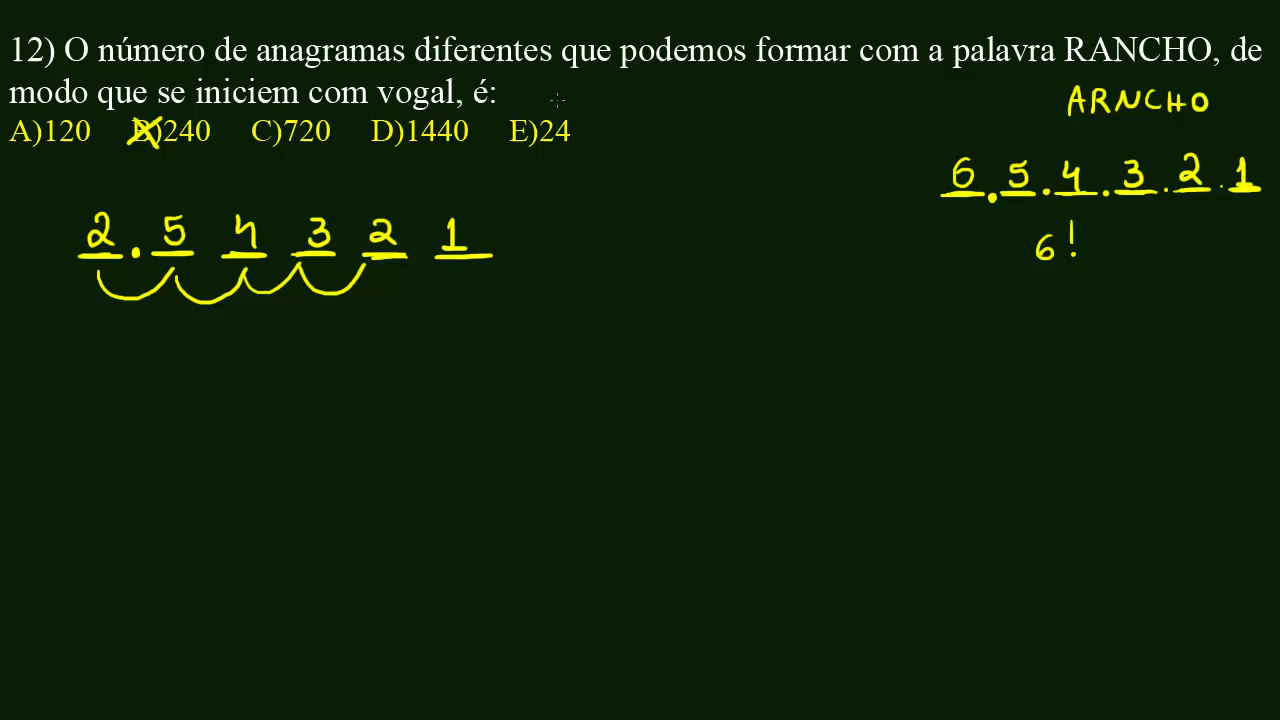 12) O número de anagramas diferentes que podemos formar com a palavra RANCHO, de
modo que se iniciem com vogal, é:
A)120 B)240 C)720 D)1440 E)24
ARNCHO
6 . 5 . 4 . 3 . 2 . 1
6!
2 . 5 4 3 2 1